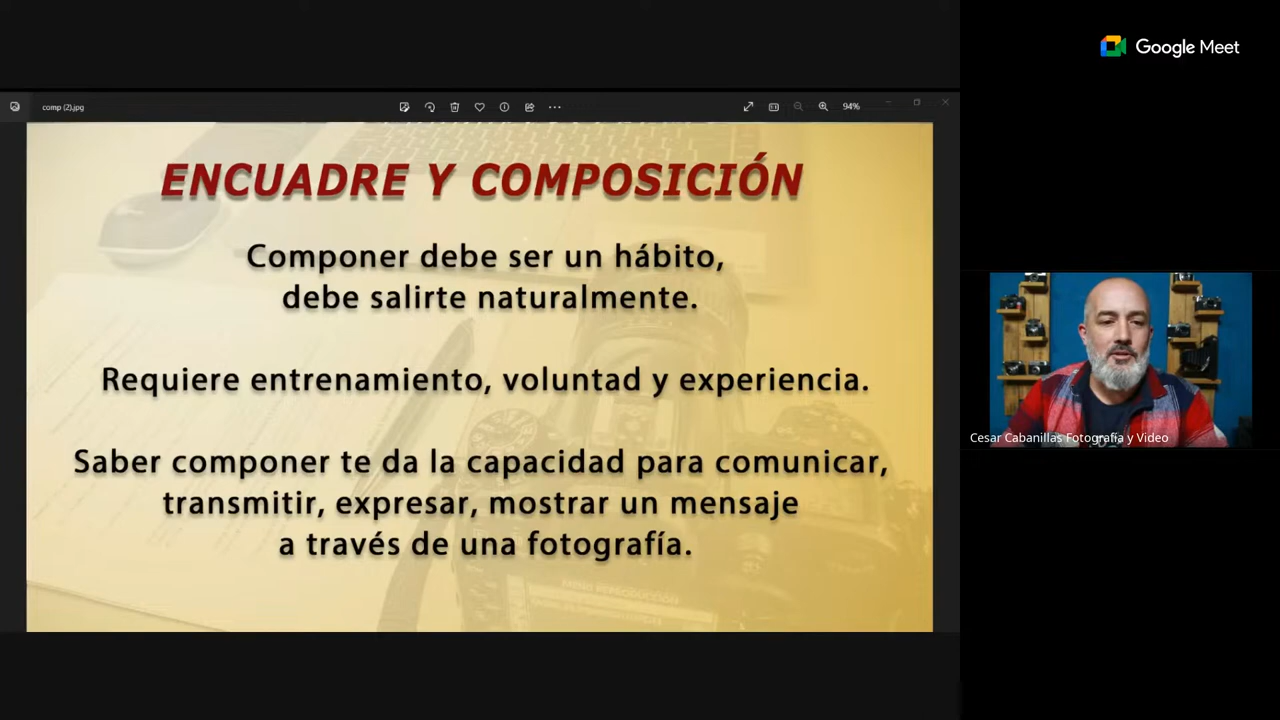 Google Meet
comp (2).jpg
94%
ENCUADRE Y COMPOSICIÓN
Componer debe ser un hábito,
debe salirte naturalmente.
Requiere entrenamiento, voluntad y experiencia.
Saber componer te da la capacidad para comunicar,
transmitir, expresar, mostrar un mensaje
a través de una fotografía.
Cesar Cabanillas Fotografía y Video